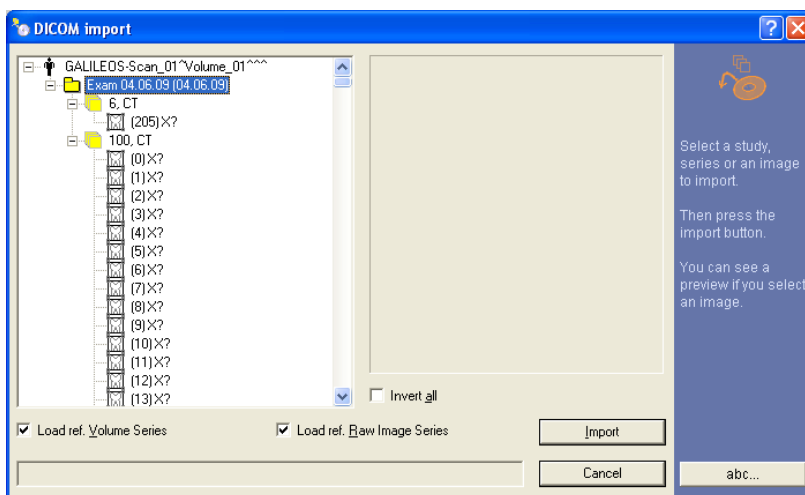 DICOM import
GALILEOS-Scan_01^Volume_01^^^
Exam 04.06.09 (04.06.09)
6, CT
(205)X?
100, CT
(0)X?
(1)X?
(2)X?
(3)X?
(4)X?
(5)X?
(6)X?
(7)X?
(8)X?
(9)X?
(10)X?
(11)X?
(12)X?
(13)X?
Invert all
Load ref. Volume Series
Load ref. Raw Image Series
Import
Cancel
Select a study,
series or an image
to import.
Then press the
import button.
You can see a
preview if you select
an image.
abc...